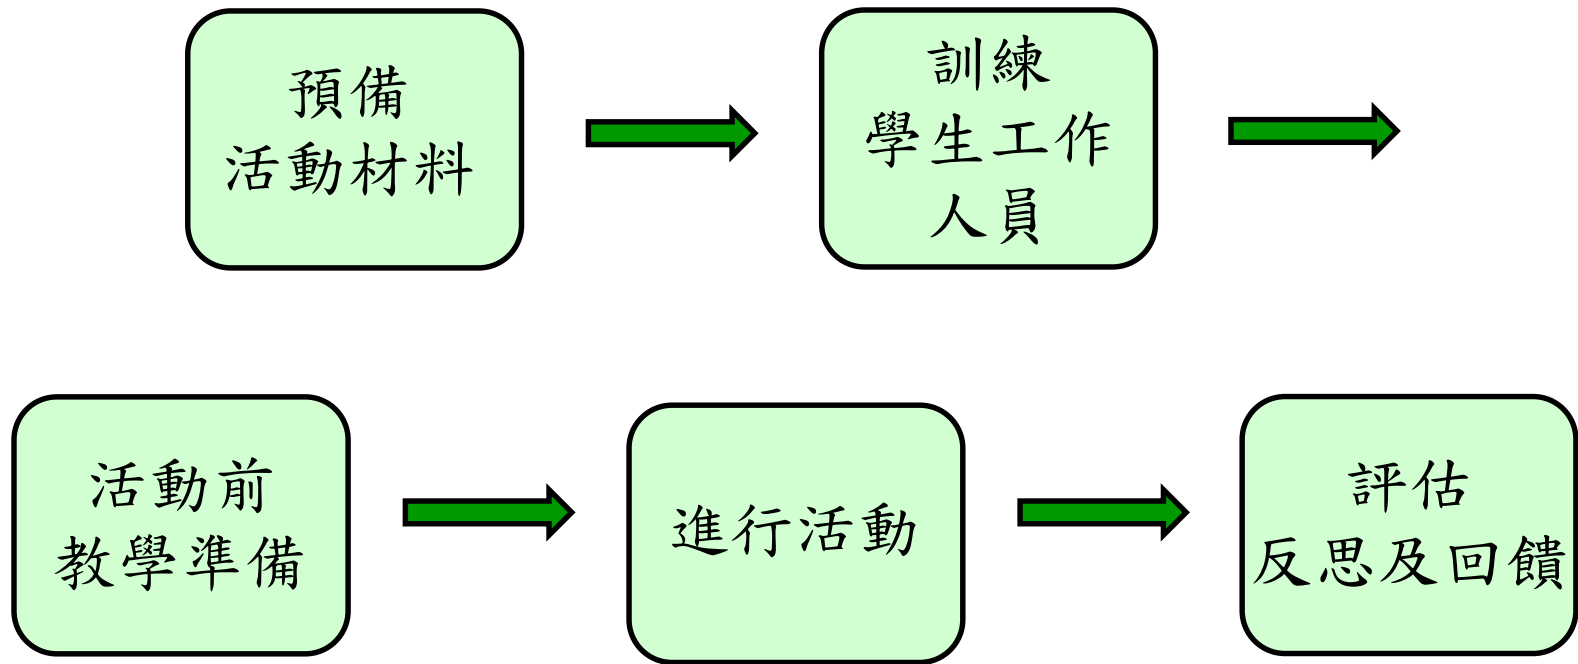 預備
活動材料
訓練
學生工作
人員
活動前
教學準備
進行活動
評估
反思及回饋